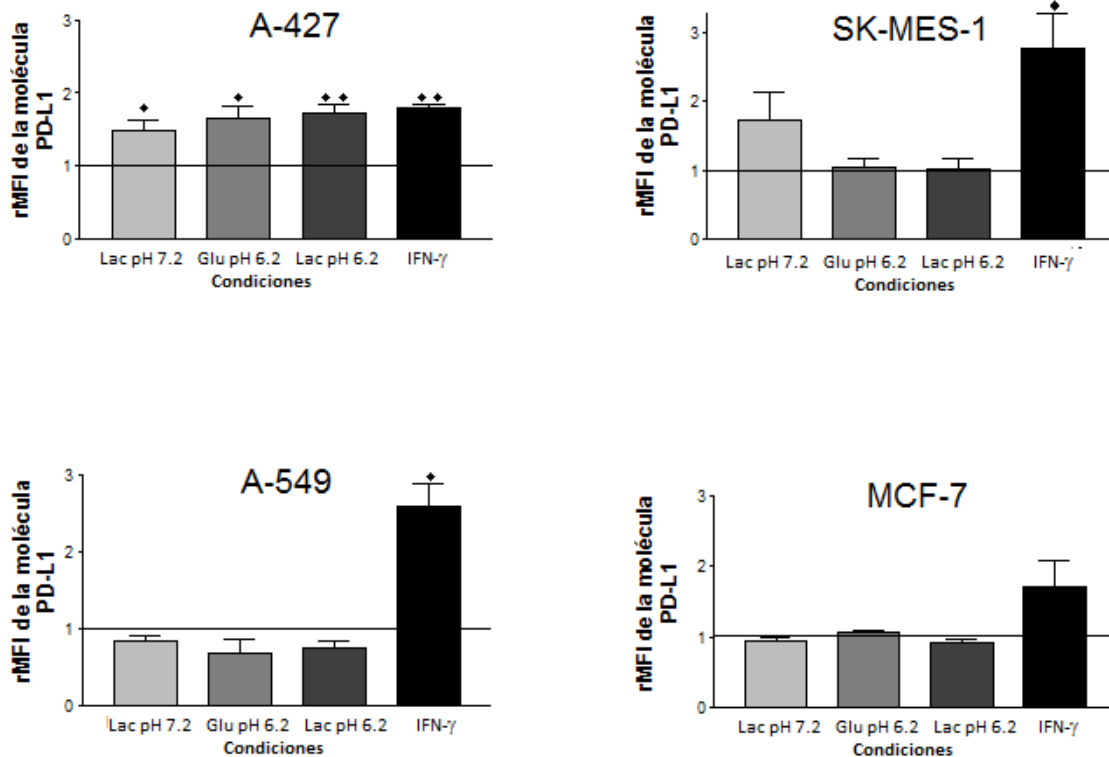 A-427
rMFI de la molécula
PD-L1
3
2
1
0
Lac pH 7.2 Glu pH 6.2 Lac pH 6.2 IFN-γ
Condiciones
SK-MES-1
rMFI de la molécula
PD-L1
3
2
1
0
Lac pH 7.2 Glu pH 6.2 Lac pH 6.2 IFN-γ
Condiciones
A-549
rMFI de la molécula
PD-L1
3
2
1
0
Lac pH 7.2 Glu pH 6.2 Lac pH 6.2 IFN-γ
Condiciones
MCF-7
rMFI de la molécula
PD-L1
3
2
1
0
Lac pH 7.2 Glu pH 6.2 Lac pH 6.2 IFN-γ
Condiciones